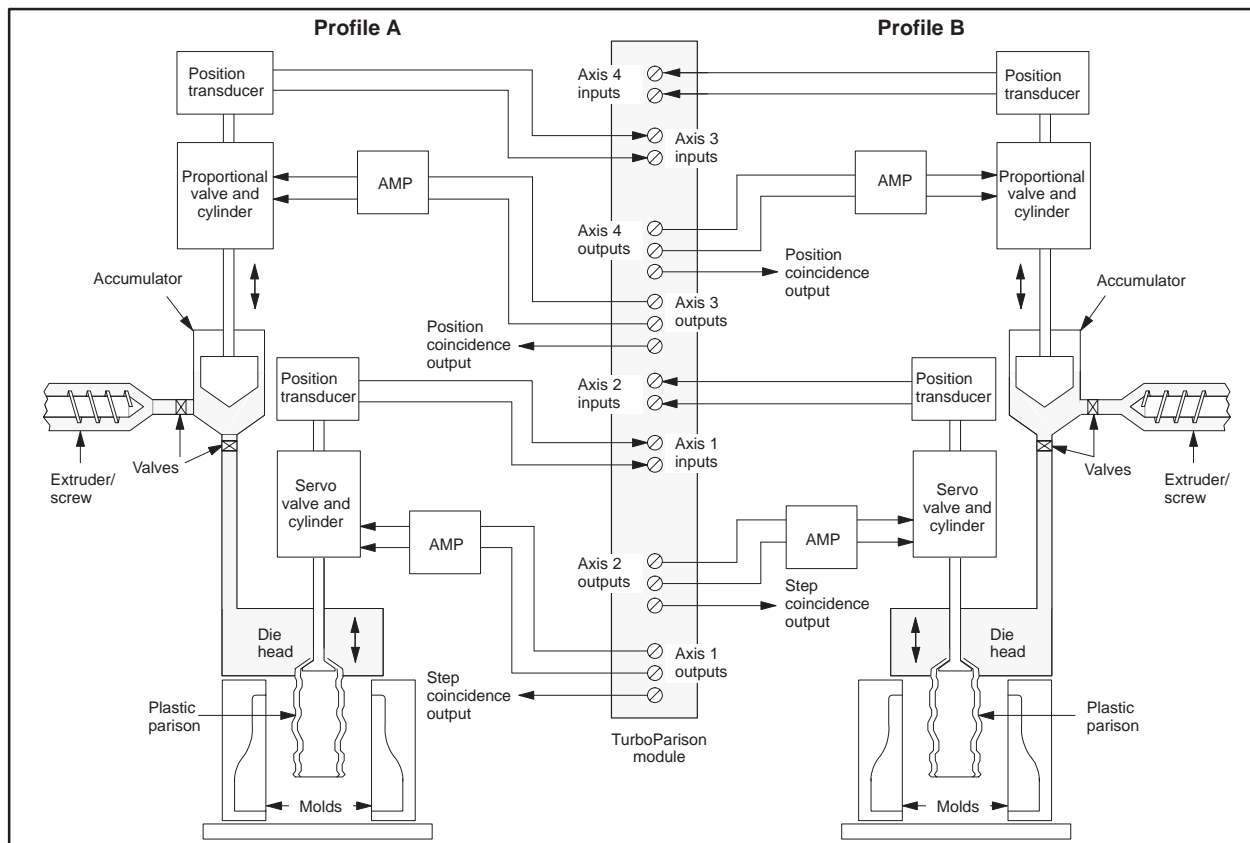 Profile A
Profile B
Position
transducer
Axis 4
inputs
Position
transducer
Axis 3
inputs
Proportional
valve and
cylinder
AMP
AMP
Proportional
valve and
cylinder
Axis 4
outputs
Position
coincidence
output
Accumulator
Axis 3
outputs
Accumulator
Position
coincidence
output
Position
transducer
Axis 2
inputs
Position
transducer
Axis 1
inputs
Extruder/
screw
Valves
Valves
Extruder/
screw
Servo
valve and
cylinder
AMP
AMP
Servo
valve and
cylinder
Axis 2
outputs
Step
coincidence
output
Die
head
Axis 1
outputs
Die
head
Step
coincidence
output
Plastic
parison
Plastic
parison
TurboParison
module
Molds
Molds